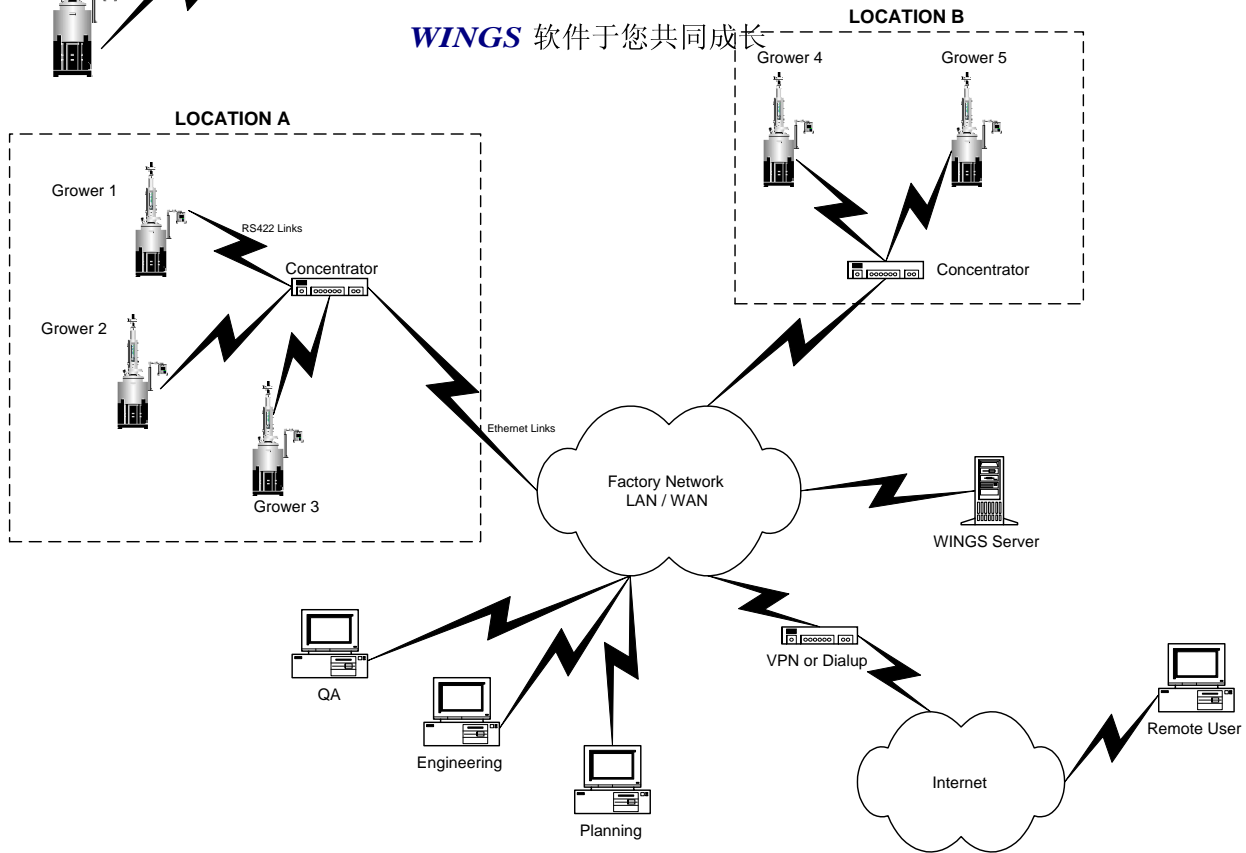 LOCATION B
WINGS 软件于您共同成长
Grower 4
Grower 5
LOCATION A
Grower 1
RS422 Links
Concentrator
Concentrator
Grower 2
Ethernet Links
Factory Network
LAN / WAN
Grower 3
WINGS Server
VPN or Dialup
QA
Remote User
Engineering
Internet
Planning